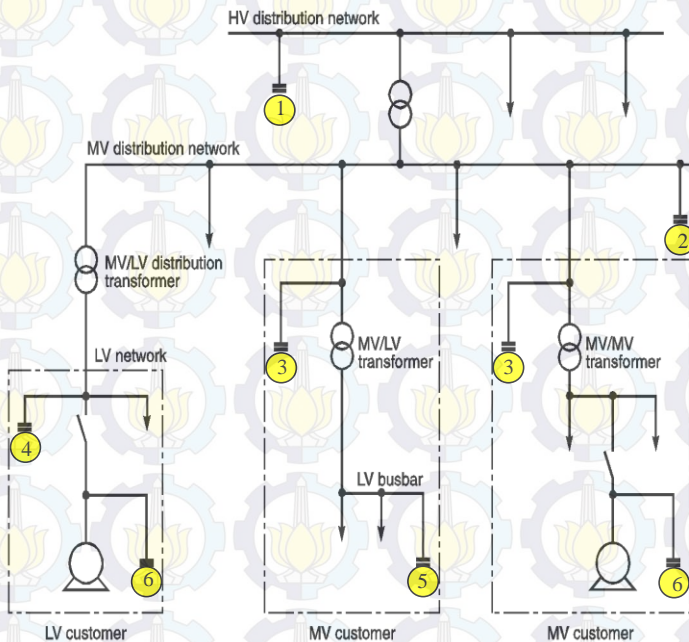 HV distribution network
1
MV distribution network
2
MV/LV distribution
transformer
LV network
3
MV/LV
transformer
3
MV/MV
transformer
4
LV busbar
6
5
6
LV customer
MV customer
MV customer